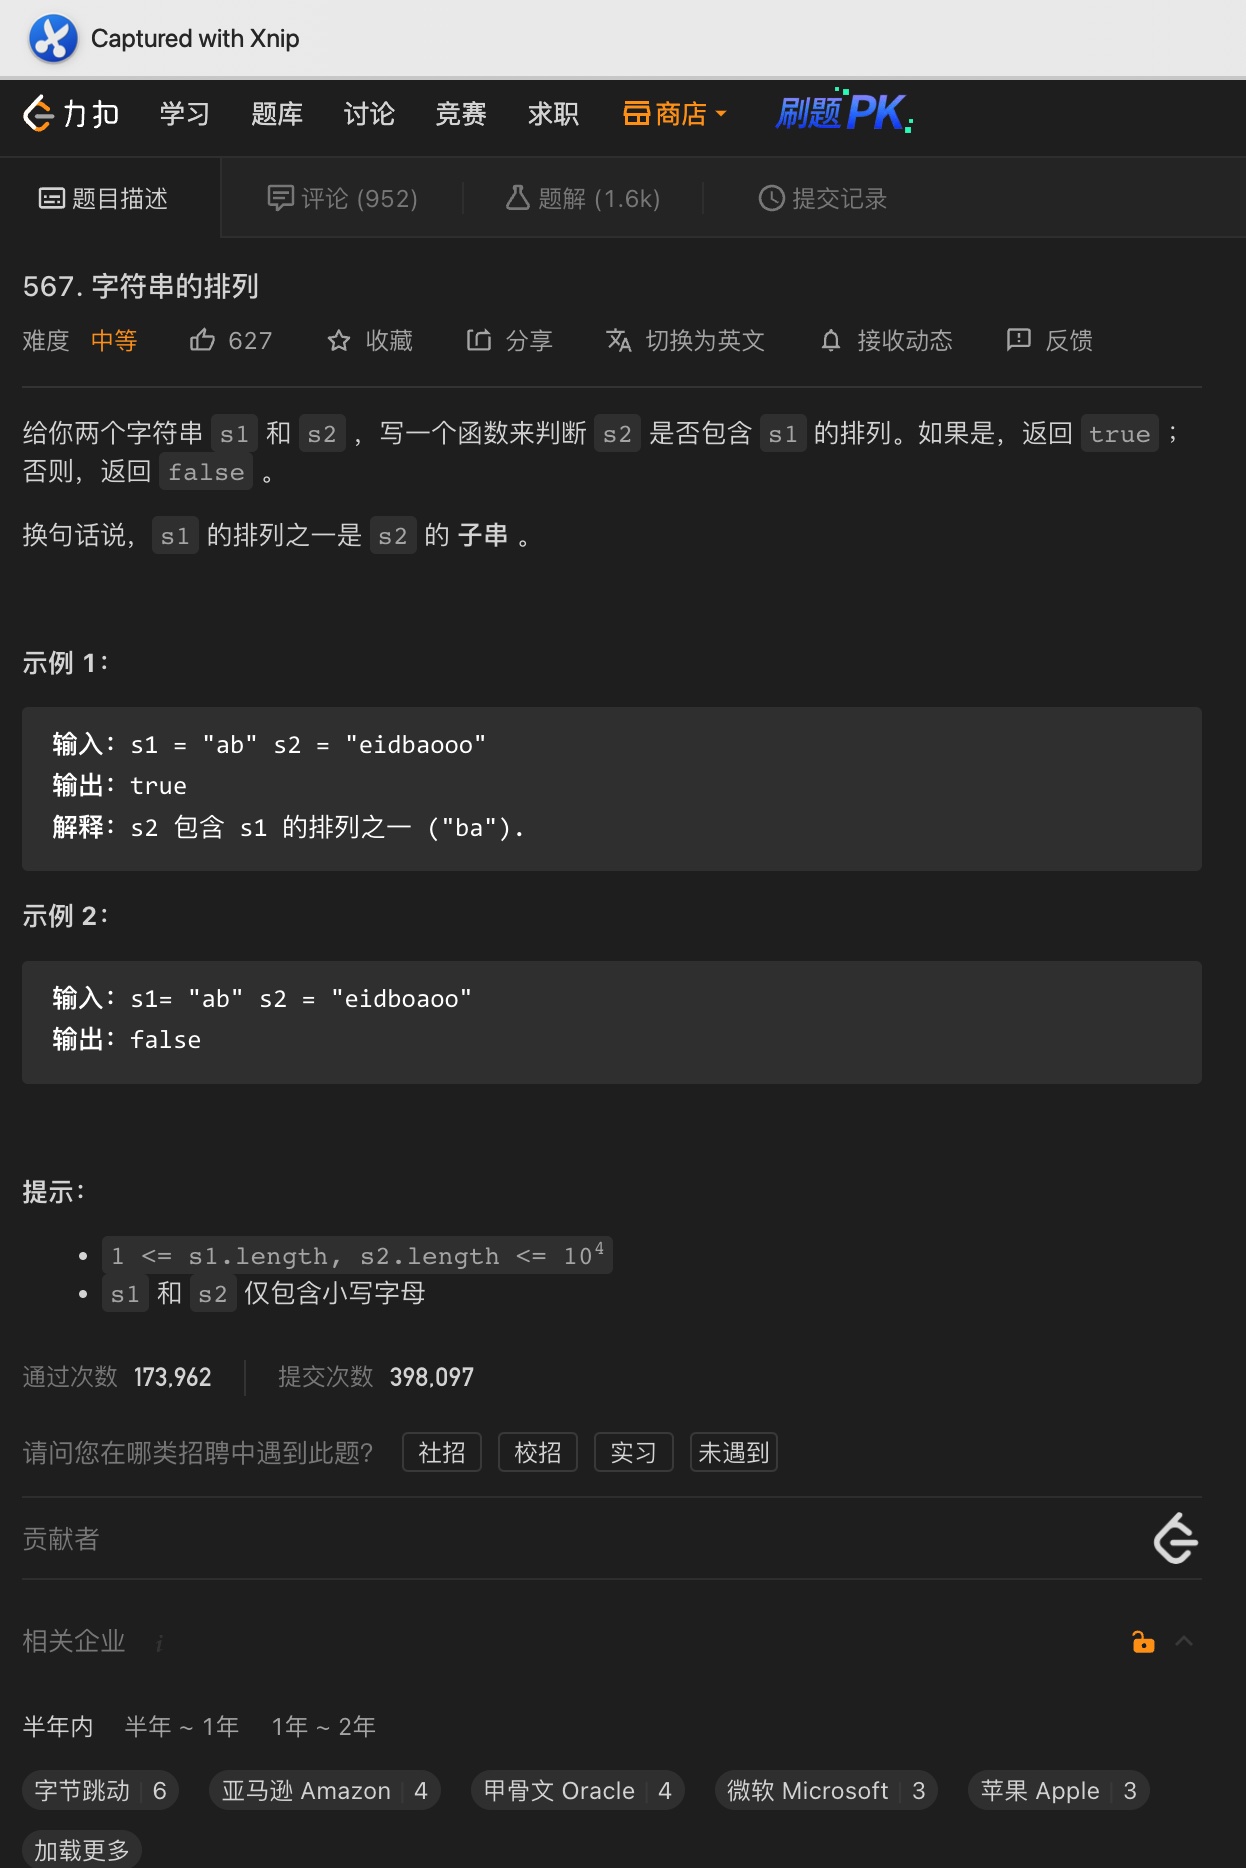 Captured with Xnip
力扣 学习 题库 讨论 竞赛 求职 商店 刷题PK
题目描述 评论 (952) 题解 (1.6k) 提交记录
567. 字符串的排列
难度 中等 627 收藏 分享 切换为英文 接收动态 反馈
给你两个字符串 s1 和 s2 ，写一个函数来判断 s2 是否包含 s1 的排列。如果是，返回 true ；
否则，返回 false 。
换句话说，s1 的排列之一是 s2 的 子串 。
示例 1：
输入：s1 = "ab" s2 = "eidbaooo"
输出：true
解释：s2 包含 s1 的排列之一 ("ba").
示例 2：
输入：s1= "ab" s2 = "eidboaoo"
输出：false
提示：
• 1 <= s1.length, s2.length <= 10⁴
• s1 和 s2 仅包含小写字母
通过次数 173,962 提交次数 398,097
请问您在哪类招聘中遇到此题? 社招 校招 实习 未遇到
贡献者
相关企业 i
半年内 半年 ~ 1年 1年 ~ 2年
字节跳动 6 亚马逊 Amazon 4 甲骨文 Oracle 4 微软 Microsoft 3 苹果 Apple 3
加载更多